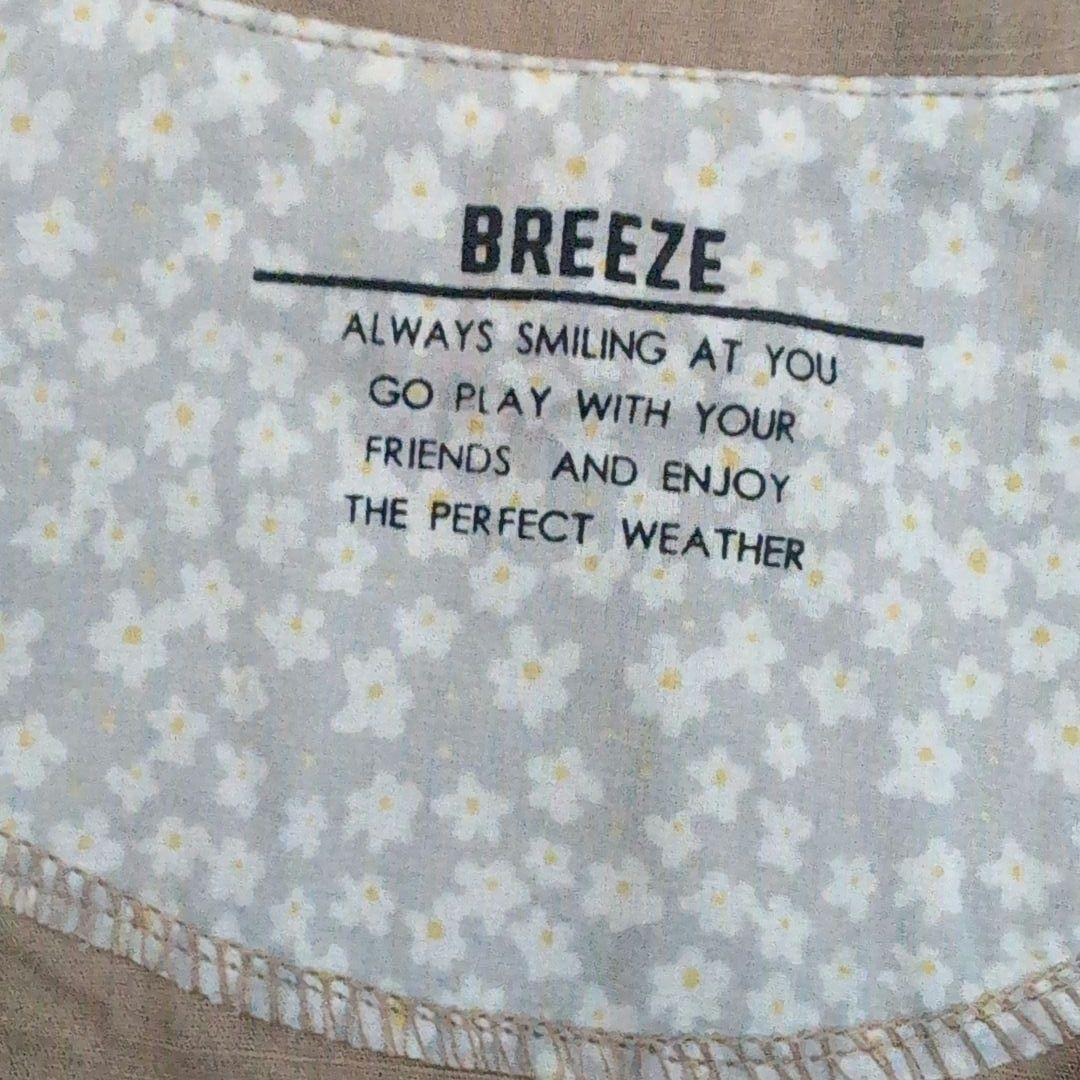 BREEZE
ALWAYS SMILING AT YOU
GO PLAY WITH YOUR
FRIENDS AND ENJOY
THE PERFECT WEATHER